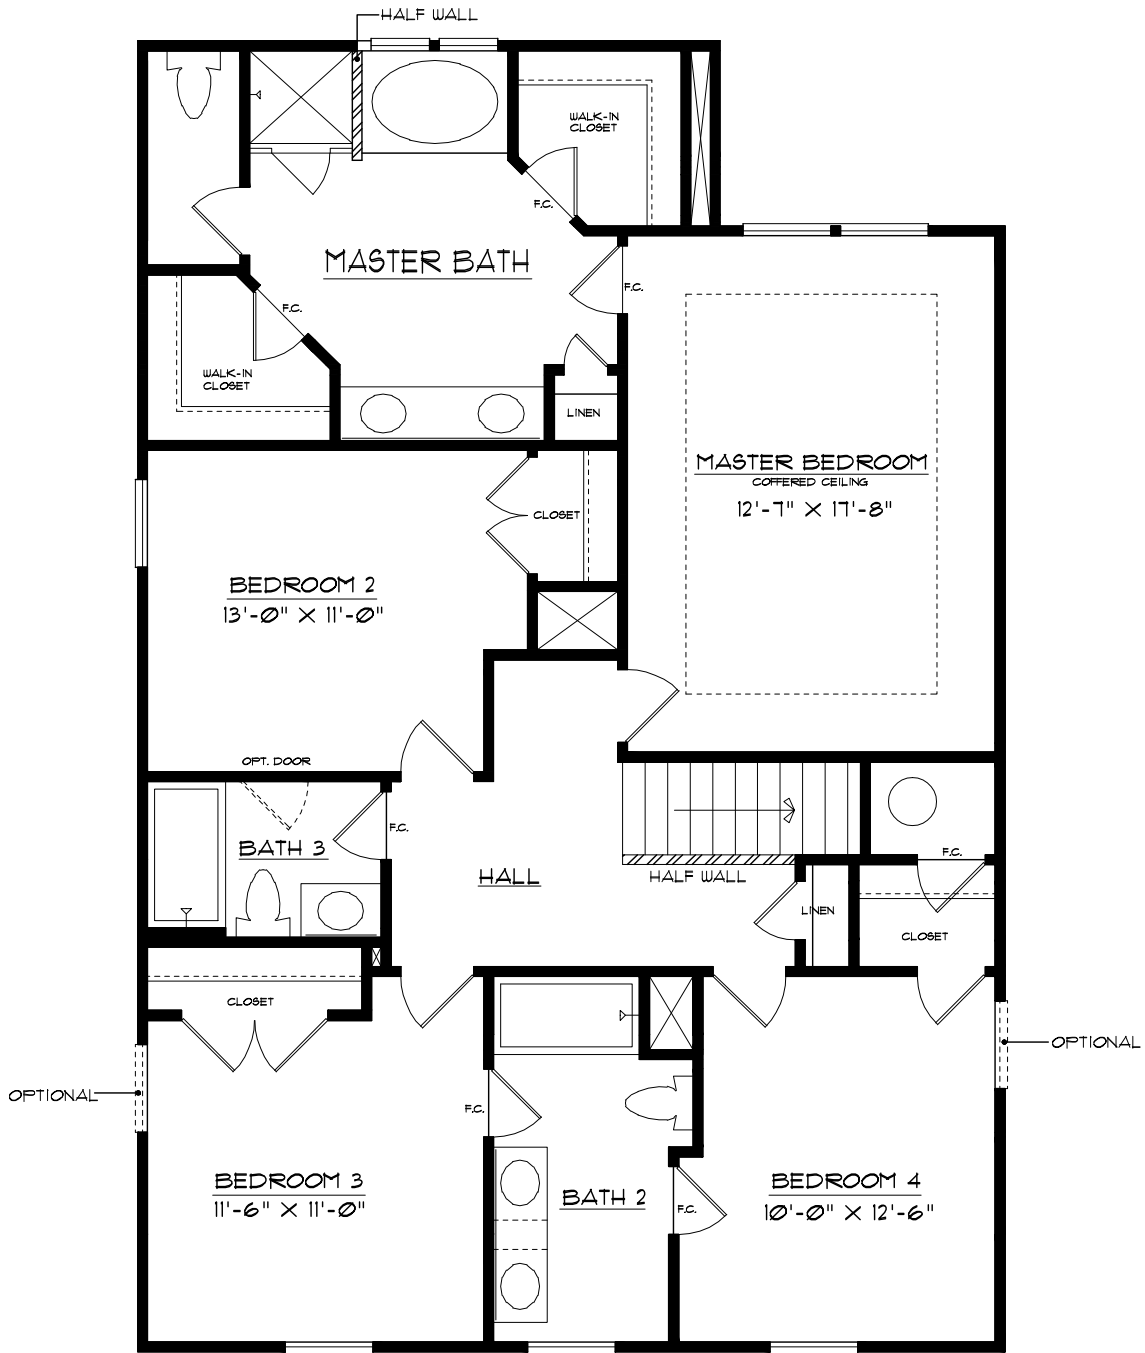 HALF WALL
WALK-IN
CLOSET
F.C.
MASTER BATH
F.C.
F.C.
WALK-IN
CLOSET
LINEN
MASTER BEDROOM
COFFERED CEILING
12'-7" X 17'-8"
CLOSET
BEDROOM 2
13'-0" X 11'-0"
OPT. DOOR
F.C.
BATH 3
HALL
HALF WALL
F.C.
LINEN
CLOSET
CLOSET
OPTIONAL
OPTIONAL
F.C.
BEDROOM 3
11'-6" X 11'-0"
BATH 2
F.C.
BEDROOM 4
10'-0" X 12'-6"